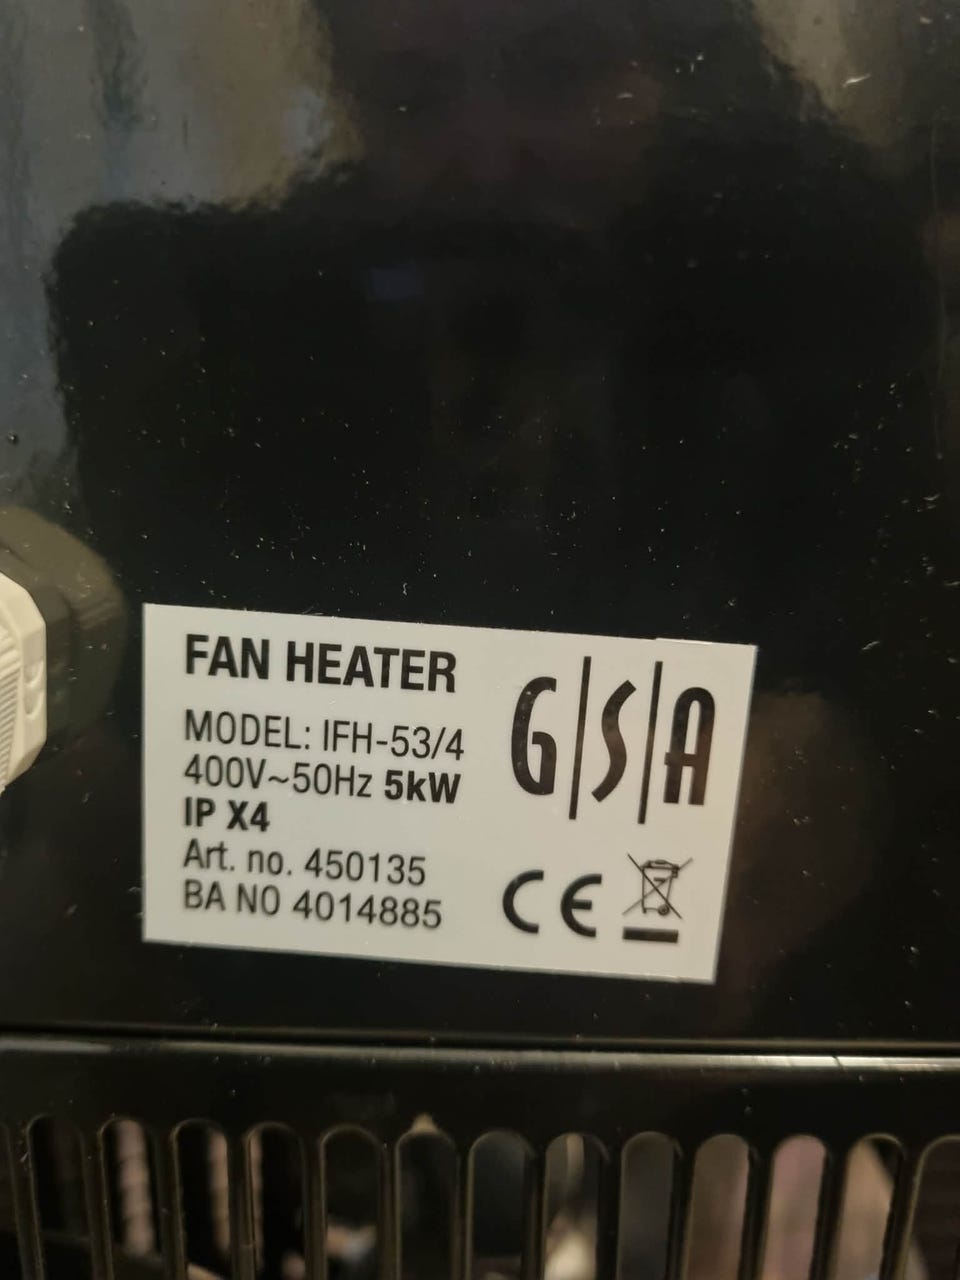 FAN HEATER
MODEL: IFH-53/4
400V~50Hz 5kW
IP X4
Art. no. 450135
BA NO 4014885
G|S|A
CE